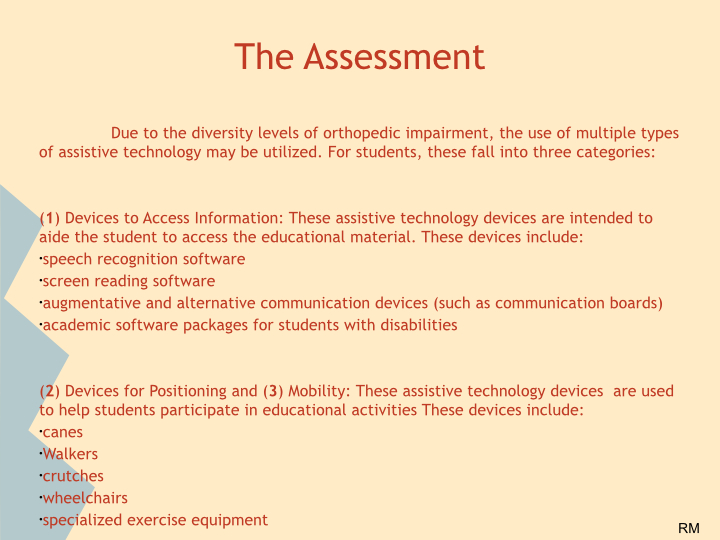 The Assessment
Due to the diversity levels of orthopedic impairment, the use of multiple types
of assistive technology may be utilized. For students, these fall into three categories:
(1) Devices to Access Information: These assistive technology devices are intended to
aide the student to access the educational material. These devices include:
·speech recognition software
·screen reading software
·augmentative and alternative communication devices (such as communication boards)
·academic software packages for students with disabilities
(2) Devices for Positioning and (3) Mobility: These assistive technology devices  are used
to help students participate in educational activities These devices include:
·canes
·Walkers
·crutches
·wheelchairs
·specialized exercise equipment
RM